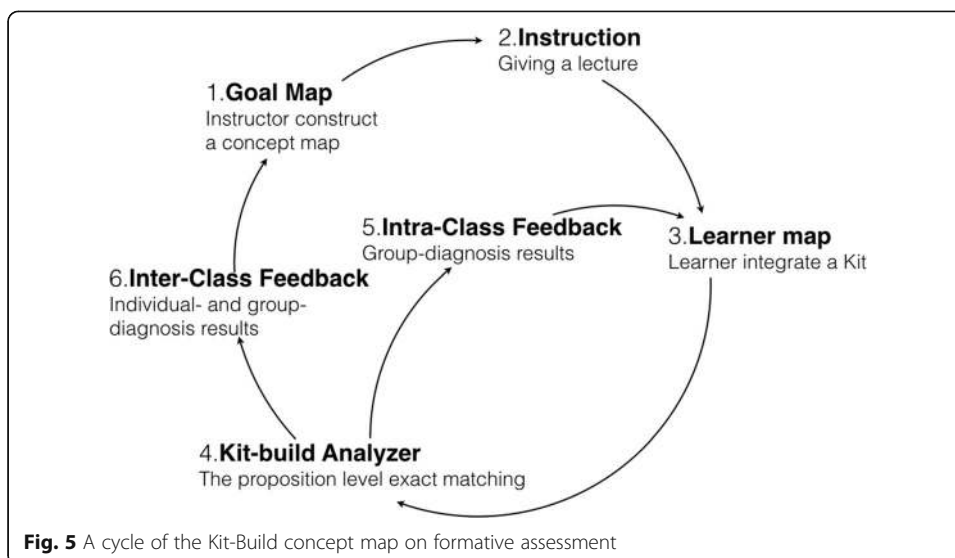 2.Instruction
Giving a lecture
1.Goal Map
Instructor construct
a concept map
5.Intra-Class Feedback
Group-diagnosis results
3.Learner map
Learner integrate a Kit
6.Inter-Class Feedback
Individual- and group-
diagnosis results
4.Kit-build Analyzer
The proposition level exact matching
Fig. 5 A cycle of the Kit-Build concept map on formative assessment